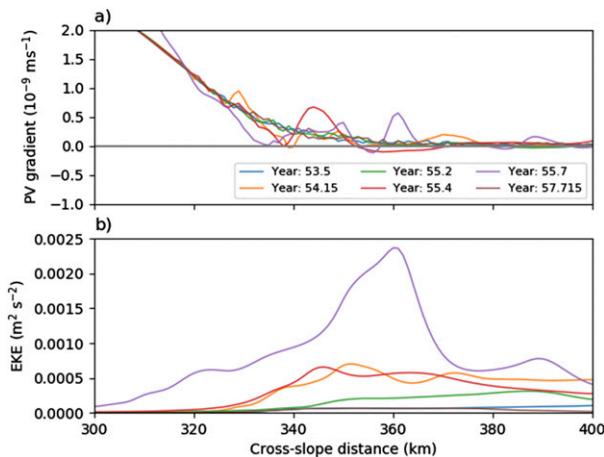 a)
PV gradient (10⁻⁹ ms⁻¹)
2.0
1.5
1.0
0.5
0.0
−0.5
−1.0
Year: 53.5 Year: 55.2 Year: 55.7
Year: 54.15 Year: 55.4 Year: 57.715
b)
EKE (m² s⁻²)
0.0025
0.0020
0.0015
0.0010
0.0005
0.0000
300 320 340 360 380 400
Cross-slope distance (km)